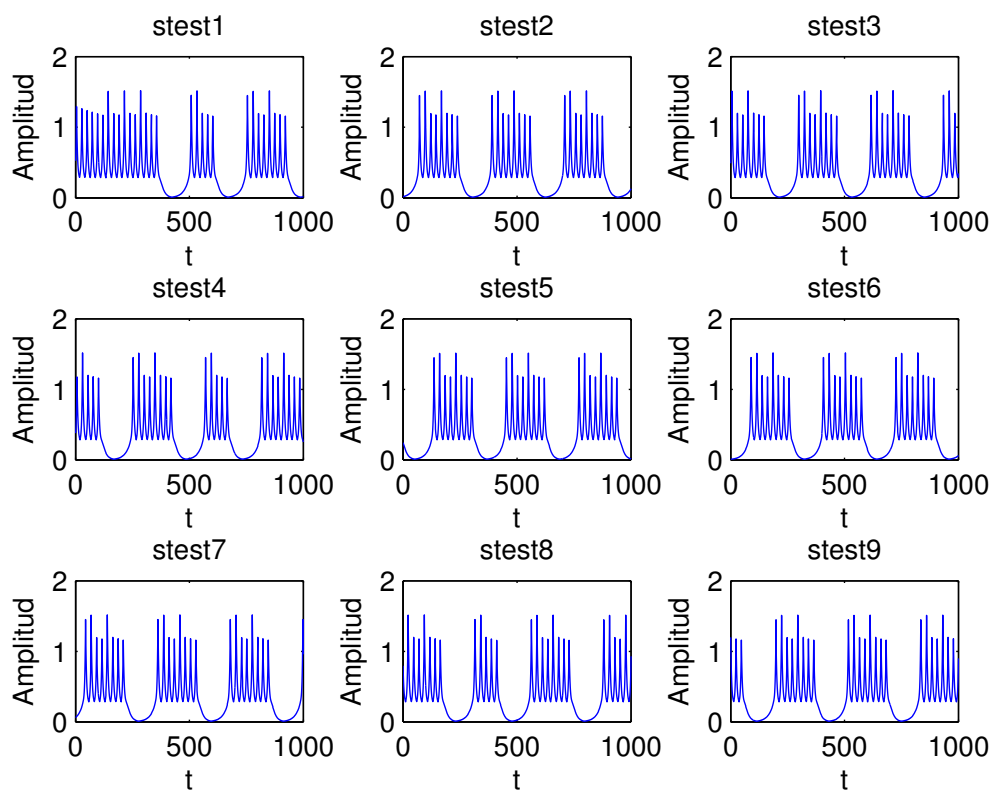 stest1 stest2 stest3
2 2 2
Amplitud Amplitud Amplitud
1 1 1
0 0 0
0 500 1000 0 500 1000 0 500 1000
t t t
stest4 stest5 stest6
2 2 2
Amplitud Amplitud Amplitud
1 1 1
0 0 0
0 500 1000 0 500 1000 0 500 1000
t t t
stest7 stest8 stest9
2 2 2
Amplitud Amplitud Amplitud
1 1 1
0 0 0
0 500 1000 0 500 1000 0 500 1000
t t t